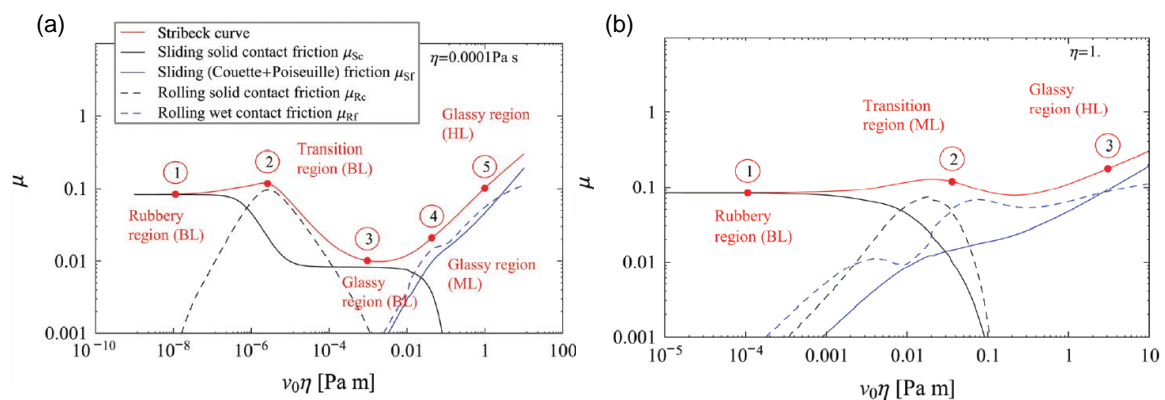 (a)
Stribeck curve
Sliding solid contact friction μSc
Sliding (Couette+Poiseuille) friction μSf
Rolling solid contact friction μRc
Rolling wet contact friction μRf
η=0.0001Pa s
Glassy region (HL)
Transition region (BL)
1
2
3
4
5
Rubbery region (BL)
Glassy region (BL)
Glassy region (ML)
μ
1
0.1
0.01
0.001
10⁻¹⁰
10⁻⁸
10⁻⁶
10⁻⁴
0.01
1
100
v₀η [Pa m]
(b)
η=1.
Transition region (ML)
Glassy region (HL)
1
2
3
Rubbery region (BL)
μ
1
0.1
0.01
0.001
10⁻⁵
10⁻⁴
0.001
0.01
0.1
1
10
v₀η [Pa m]